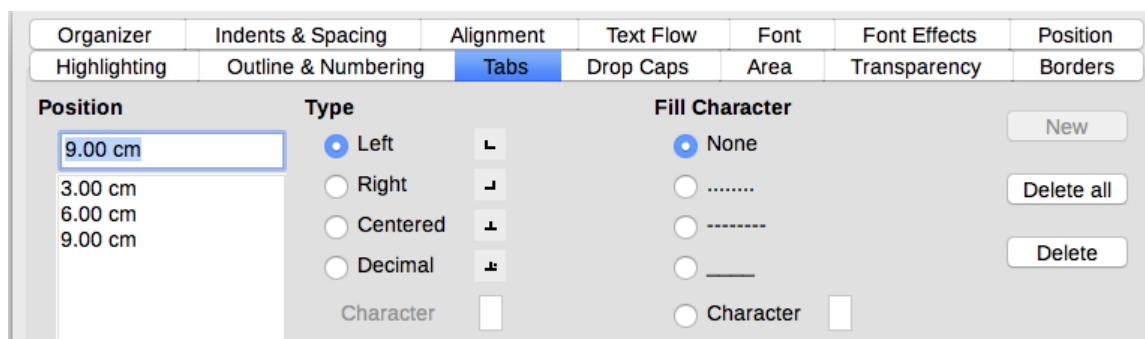 Organizer Indents & Spacing Alignment Text Flow Font Font Effects Position
Highlighting Outline & Numbering Tabs Drop Caps Area Transparency Borders
Position Type Fill Character
9.00 cm Left None New
3.00 cm Right ........ Delete all
6.00 cm Centered --------
9.00 cm Decimal ____ Delete
Character Character